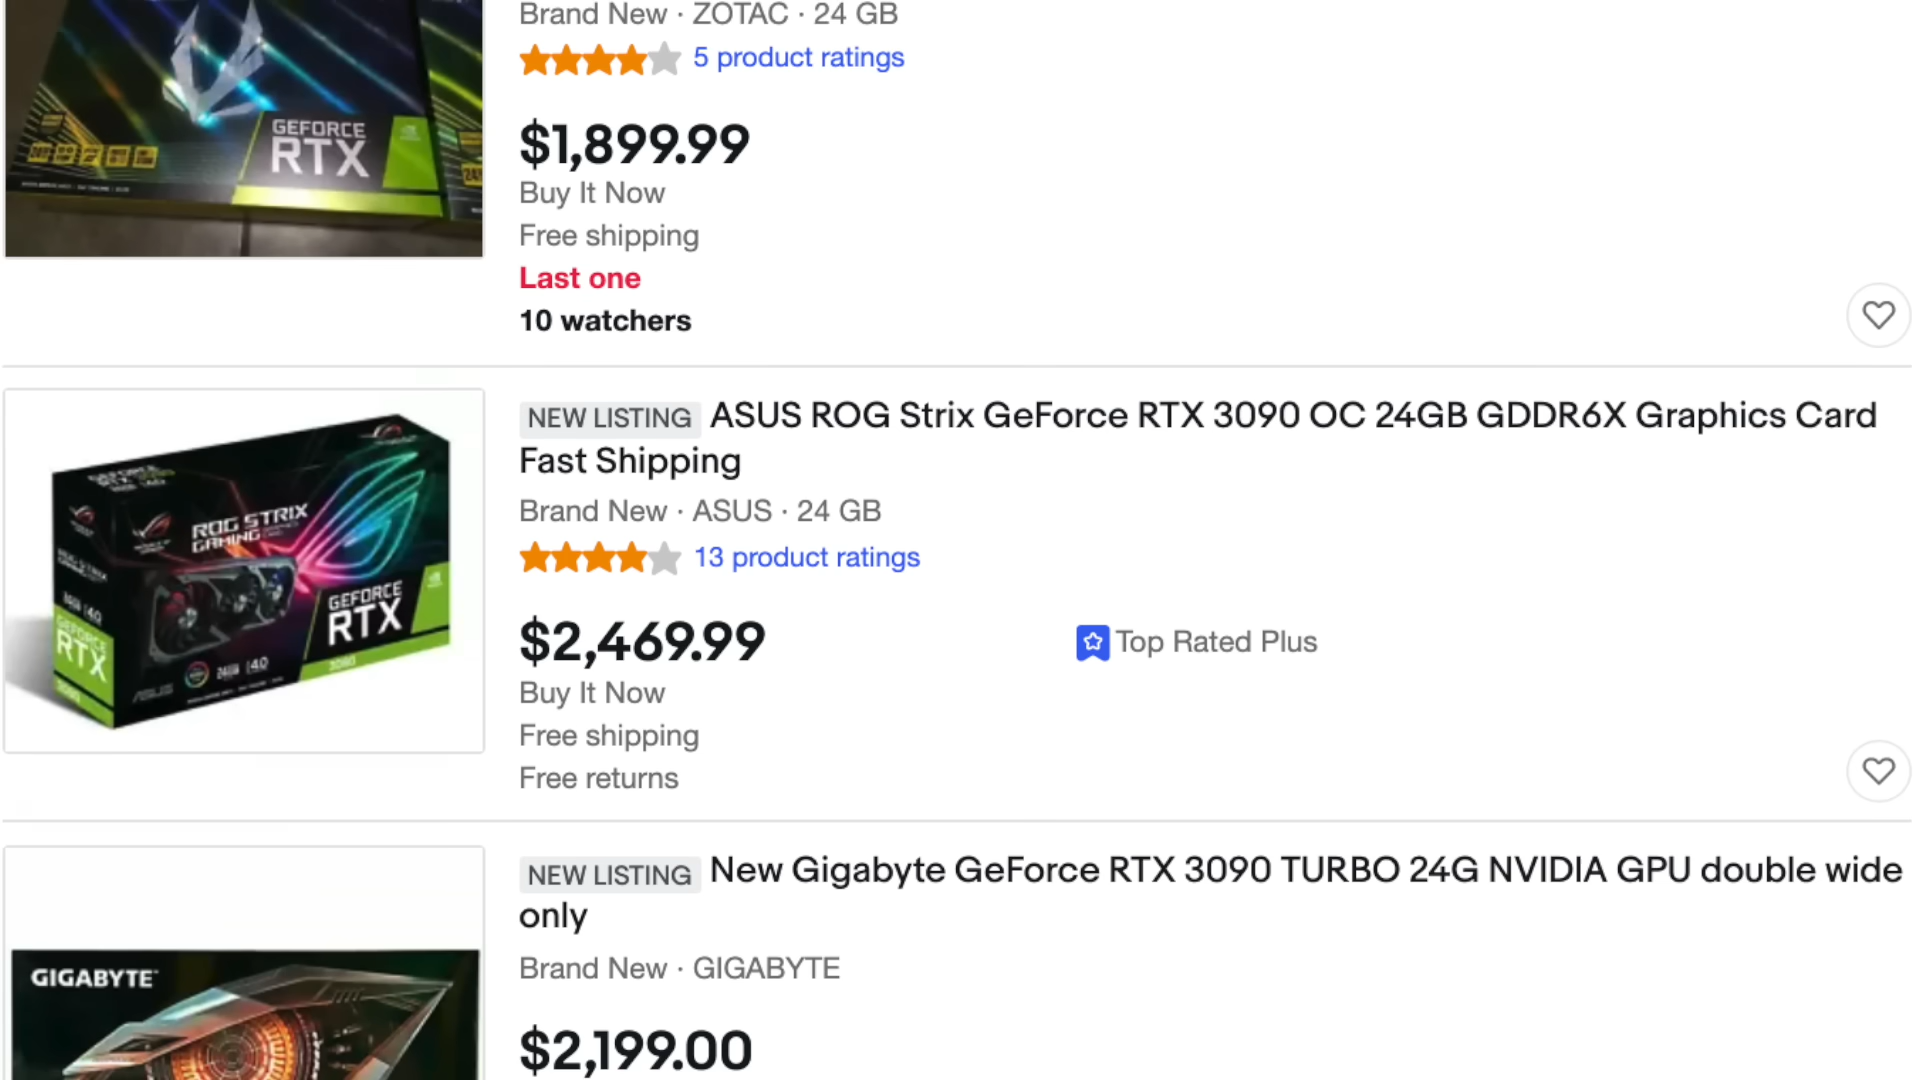 Brand New · ZOTAC · 24 GB
5 product ratings
$1,899.99
Buy It Now
Free shipping
Last one
10 watchers
GEFORCE
RTX
NEW LISTING ASUS ROG Strix GeForce RTX 3090 OC 24GB GDDR6X Graphics Card
Fast Shipping
Brand New · ASUS · 24 GB
13 product ratings
$2,469.99
Top Rated Plus
Buy It Now
Free shipping
Free returns
ROG STRIX
GAMING
GEFORCE
RTX
3090
GEFORCE
RTX
3090
NEW LISTING New Gigabyte GeForce RTX 3090 TURBO 24G NVIDIA GPU double wide
only
Brand New · GIGABYTE
$2,199.00
GIGABYTE